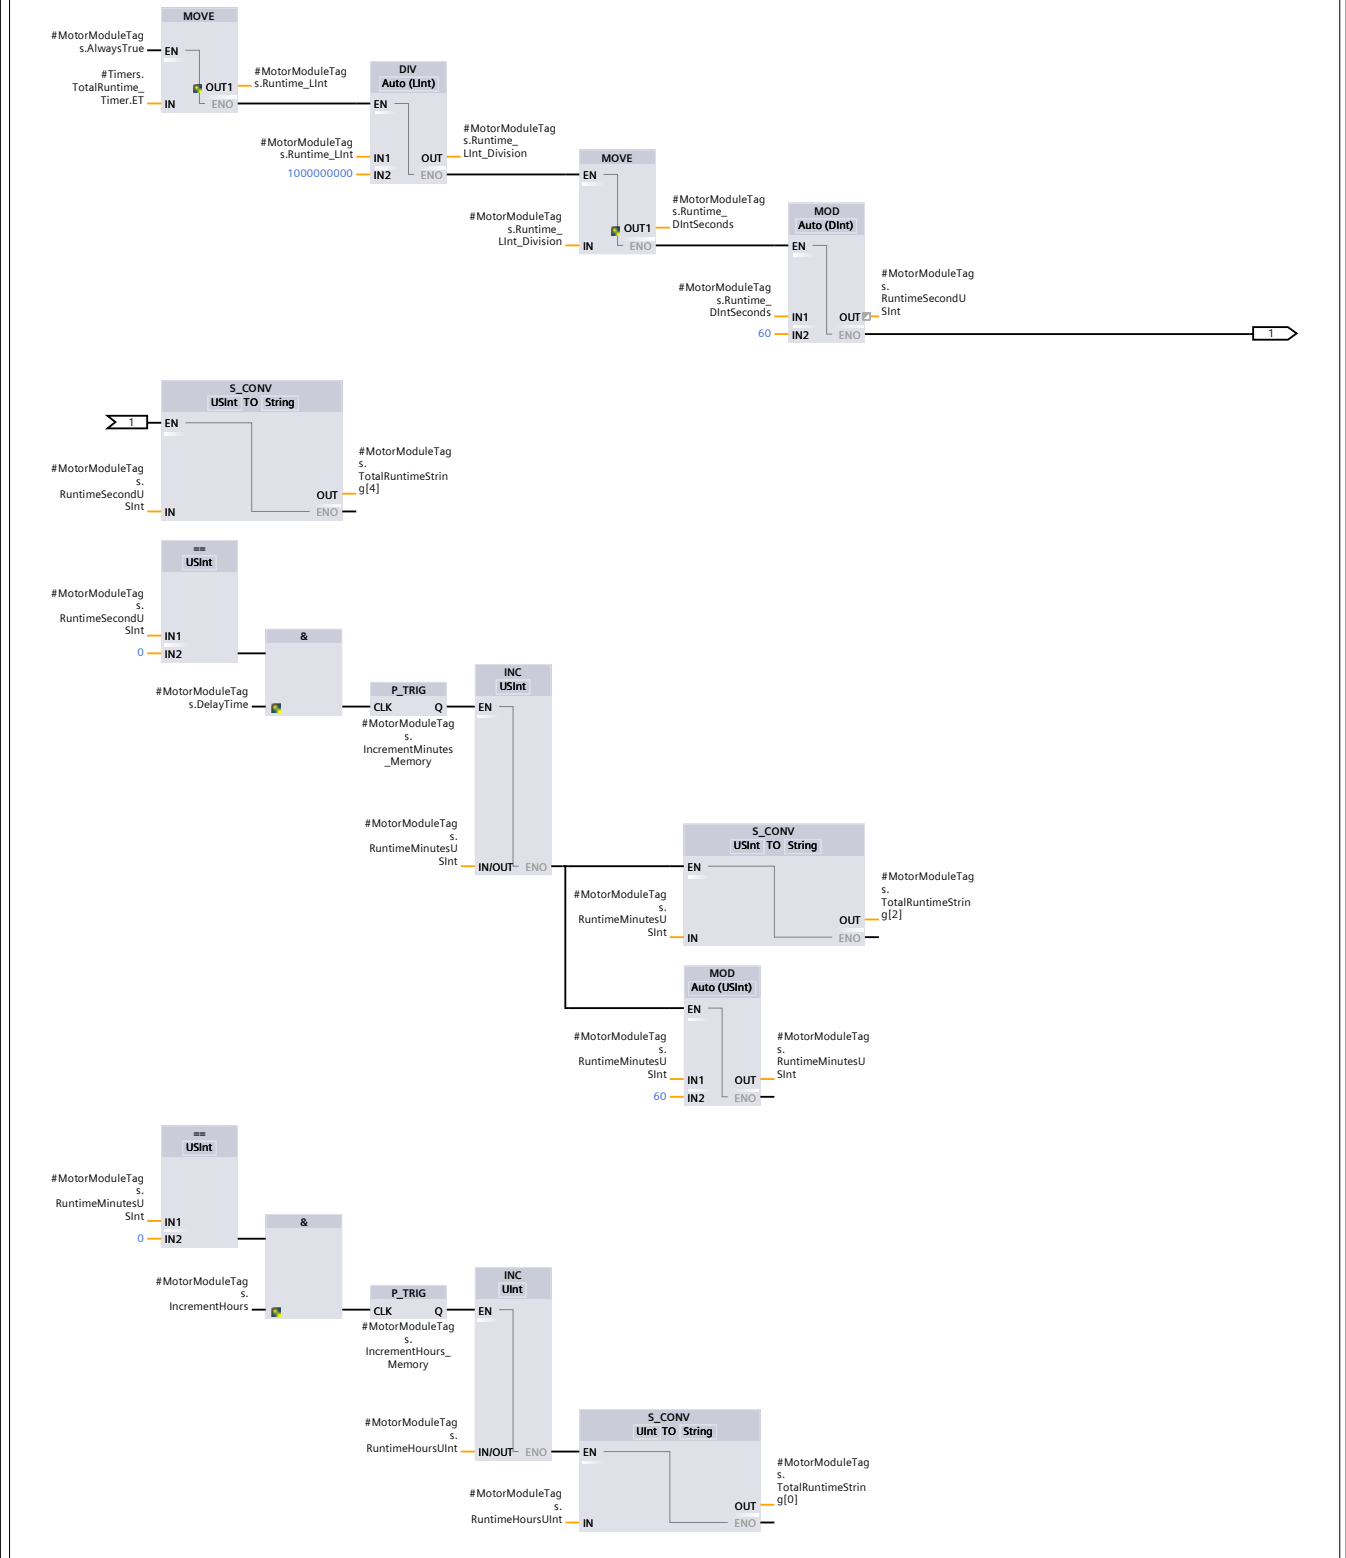 MOVE
#MotorModuleTag
s.AlwaysTrue
EN
#Timers.
TotalRuntime_
Timer.ET
IN
OUT1
ENO
#MotorModuleTag
s.Runtime_LInt
DIV
Auto (LInt)
EN
#MotorModuleTag
s.Runtime_LInt
IN1
1000000000
IN2
OUT
ENO
#MotorModuleTag
s.Runtime_
LInt_Division
MOVE
EN
#MotorModuleTag
s.Runtime_
LInt_Division
IN
OUT1
ENO
#MotorModuleTag
s.Runtime_
DIntSeconds
MOD
Auto (DInt)
EN
#MotorModuleTag
s.Runtime_
DIntSeconds
IN1
60
IN2
OUT
ENO
#MotorModuleTag
s.
RuntimeSecondU
SInt
1
S_CONV
USInt TO String
1
EN
#MotorModuleTag
s.
RuntimeSecondU
SInt
IN
OUT
ENO
#MotorModuleTag
s.
TotalRuntimeStrin
g[4]
==
USInt
#MotorModuleTag
s.
RuntimeSecondU
SInt
IN1
0
IN2
&
#MotorModuleTag
s.DelayTime
P_TRIG
CLK Q
#MotorModuleTag
s.
IncrementMinutes
_Memory
INC
USInt
EN
#MotorModuleTag
s.
RuntimeMinutesU
SInt
IN/OUT
ENO
S_CONV
USInt TO String
EN
#MotorModuleTag
s.
RuntimeMinutesU
SInt
IN
OUT
ENO
#MotorModuleTag
s.
TotalRuntimeStrin
g[2]
MOD
Auto (USInt)
EN
#MotorModuleTag
s.
RuntimeMinutesU
SInt
IN1
60
IN2
OUT
ENO
#MotorModuleTag
s.
RuntimeMinutesU
SInt
==
USInt
#MotorModuleTag
s.
RuntimeMinutesU
SInt
IN1
0
IN2
&
#MotorModuleTag
s.
IncrementHours
P_TRIG
CLK Q
#MotorModuleTag
s.
IncrementHours_
Memory
INC
UInt
EN
#MotorModuleTag
s.
RuntimeHoursUInt
IN/OUT
ENO
S_CONV
UInt TO String
EN
#MotorModuleTag
s.
RuntimeHoursUInt
IN
OUT
ENO
#MotorModuleTag
s.
TotalRuntimeStrin
g[0]